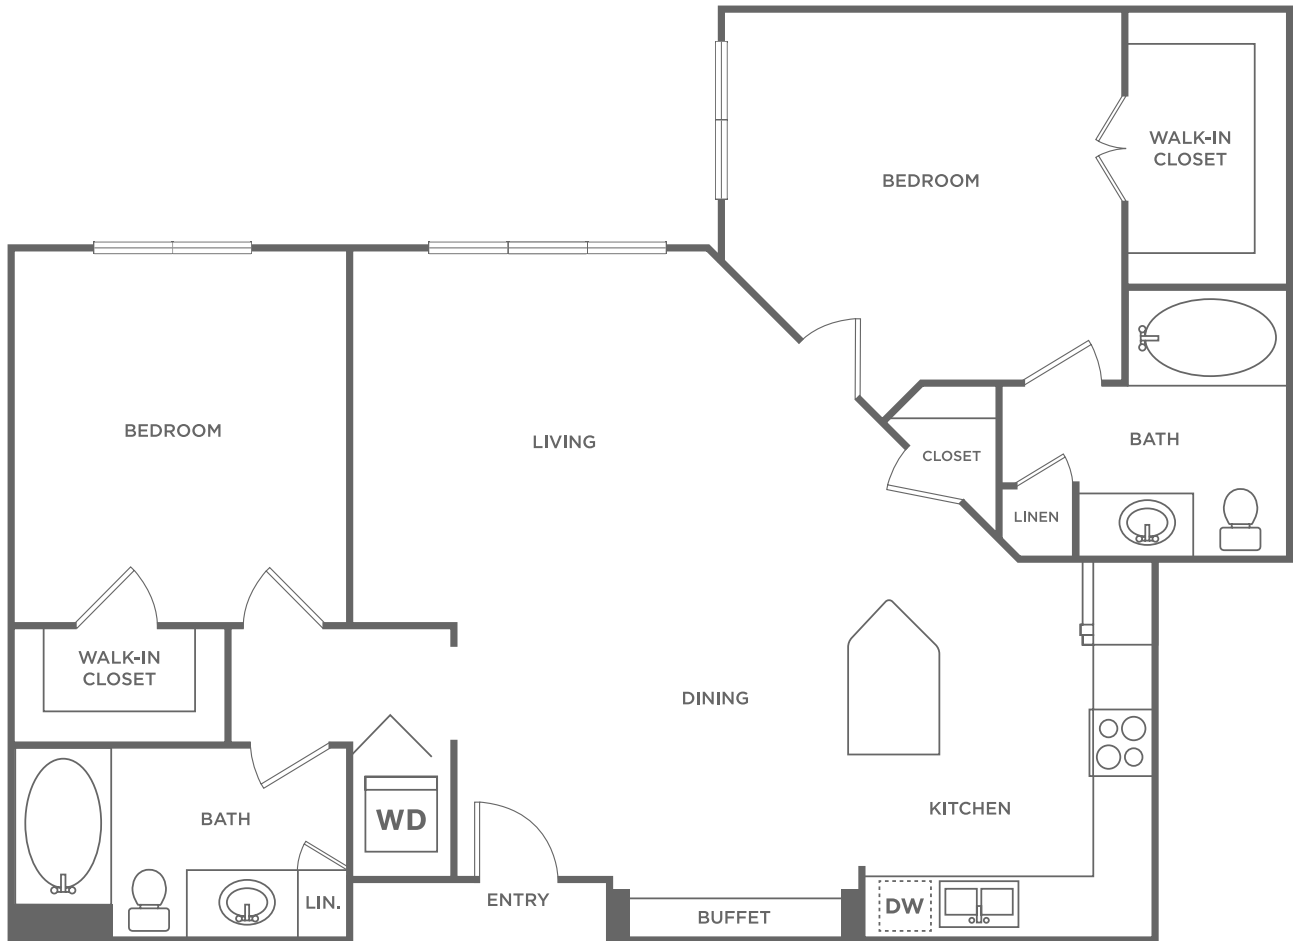 WALK-IN
CLOSET
BEDROOM
BEDROOM
LIVING
BATH
CLOSET
LINEN
WALK-IN
CLOSET
DINING
KITCHEN
BATH
WD
LIN.
ENTRY
BUFFET
DW